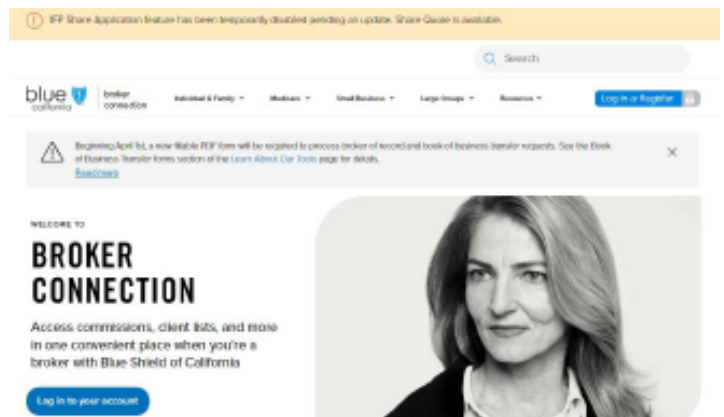 IFP Share Application feature has been temporarily disabled pending an update. Share Quote is available.
Search
blue
california
broker
connection
Individual & Family
Medicare
Small Business
Large Groups
Resources
Log in or Register
Beginning April 1st, a new fillable PDF form will be required to process broker of record and book of business transfer requests. See the Book
of Business Transfer forms section of the Learn About Our Tools page for details.
Read more
WELCOME TO
BROKER
CONNECTION
Access commissions, client lists, and more
in one convenient place when you're a
broker with Blue Shield of California
Log in to your account